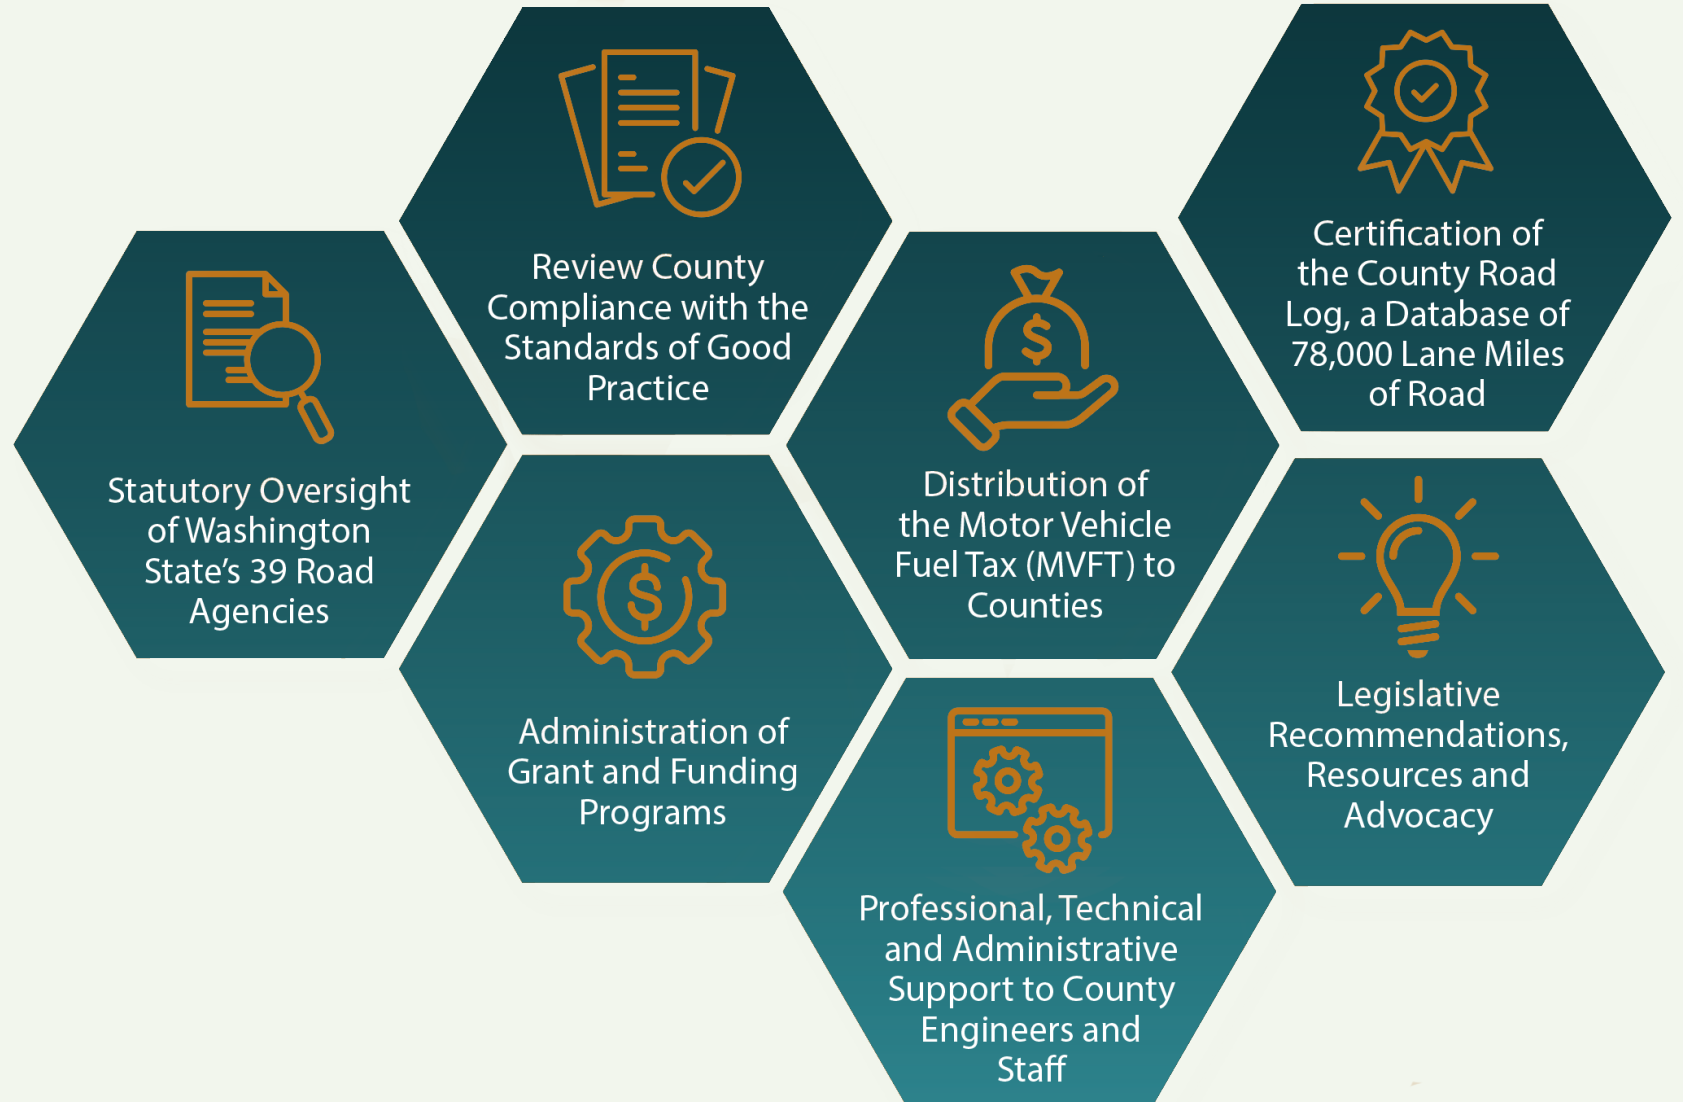 Statutory Oversight
of Washington
State’s 39 Road
Agencies
Review County
Compliance with the
Standards of Good
Practice
$
Administration of
Grant and Funding
Programs
$
Distribution of
the Motor Vehicle
Fuel Tax (MVFT) to
Counties
Professional, Technical
and Administrative
Support to County
Engineers and
Staff
Certification of
the County Road
Log, a Database of
78,000 Lane Miles
of Road
Legislative
Recommendations,
Resources and
Advocacy